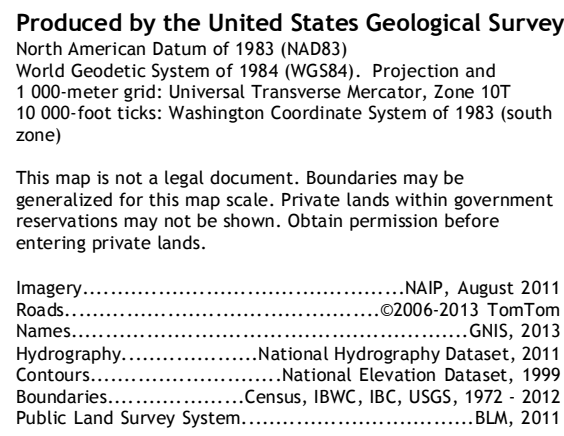 Produced by the United States Geological Survey
North American Datum of 1983 (NAD83)
World Geodetic System of 1984 (WGS84).  Projection and
1 000-meter grid: Universal Transverse Mercator, Zone 10T
10 000-foot ticks: Washington Coordinate System of 1983 (south
zone)
This map is not a legal document. Boundaries may be
generalized for this map scale. Private lands within government
reservations may not be shown. Obtain permission before
entering private lands.
Imagery..............................................NAIP, August 2011
Roads.............................................©2006-2013 TomTom
Names........................................................GNIS, 2013
Hydrography....................National Hydrography Dataset, 2011
Contours............................National Elevation Dataset, 1999
Boundaries................Census, IBWC, IBC, USGS, 1972 - 2012
Public Land Survey System.................................BLM, 2011